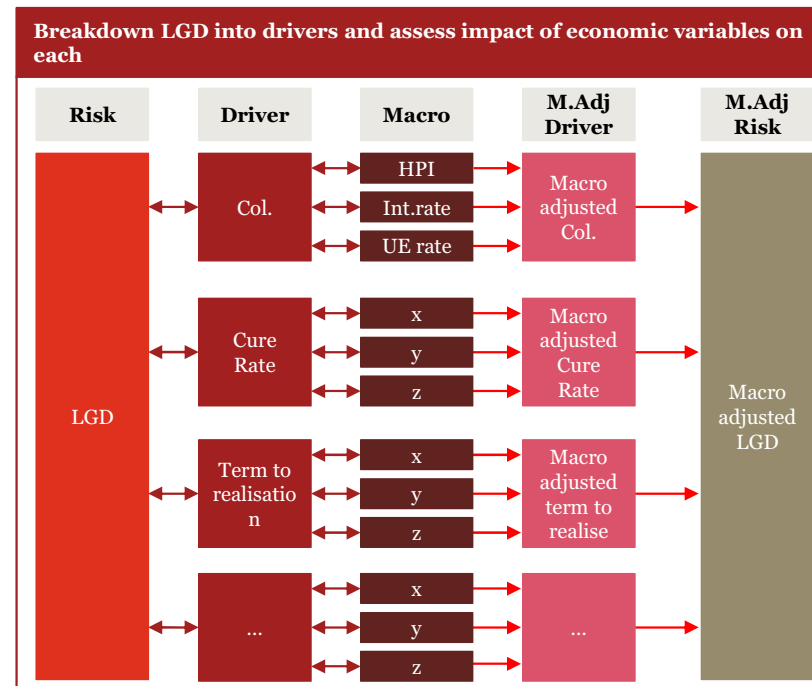 Breakdown LGD into drivers and assess impact of economic variables on
each
Risk
Driver
Macro
M.Adj
Driver
M.Adj
Risk
LGD
Col.
HPI
Int.rate
UE rate
Macro
adjusted
Col.
Cure
Rate
x
y
z
Macro
adjusted
Cure
Rate
Term to
realisatio
n
x
y
z
Macro
adjusted
term to
realise
...
x
y
z
...
Macro
adjusted
LGD